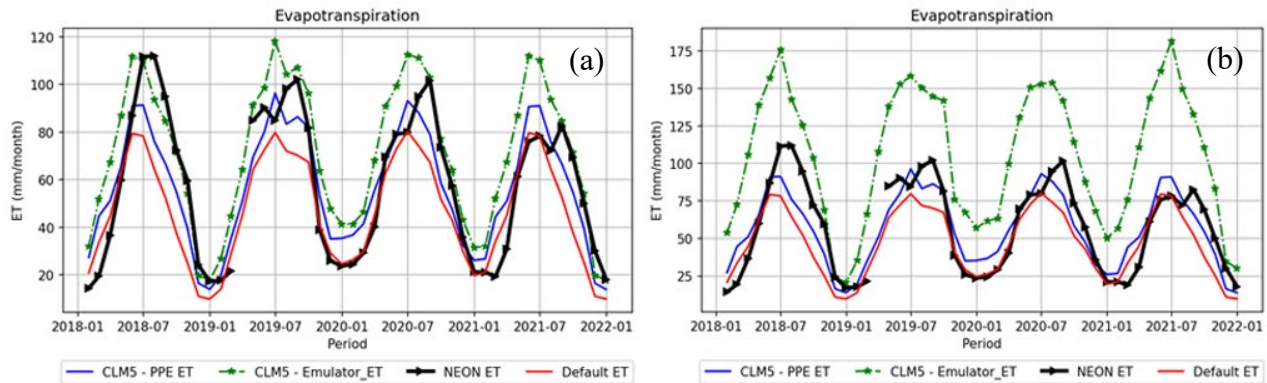 Evapotranspiration
(a)
ET (mm/month)
120
100
80
60
40
20
2018-01 2018-07 2019-01 2019-07 2020-01 2020-07 2021-01 2021-07 2022-01
Period
CLM5 - PPE ET CLM5 - Emulator_ET NEON ET Default ET
Evapotranspiration
(b)
ET (mm/month)
175
150
125
100
75
50
25
2018-01 2018-07 2019-01 2019-07 2020-01 2020-07 2021-01 2021-07 2022-01
Period
CLM5 - PPE ET CLM5 - Emulator_ET NEON ET Default ET